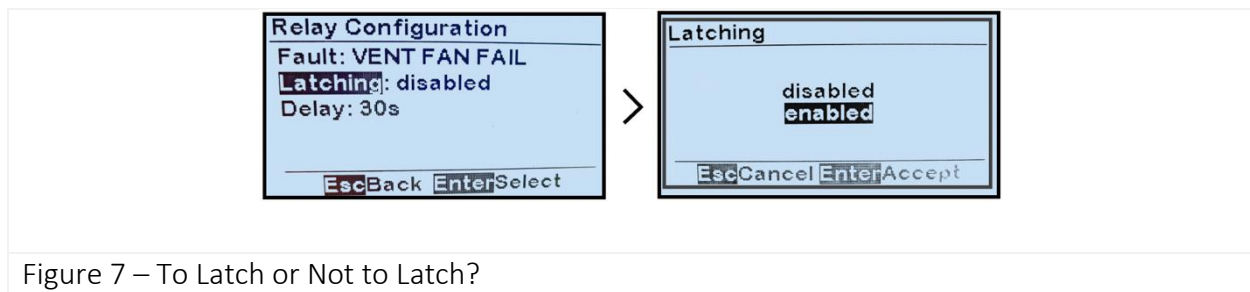 Relay Configuration
Fault: VENT FAN FAIL
Latching: disabled
Delay: 30s
EscBack EnterSelect
>
Latching
disabled
enabled
EscCancel EnterAccept
Figure 7 – To Latch or Not to Latch?